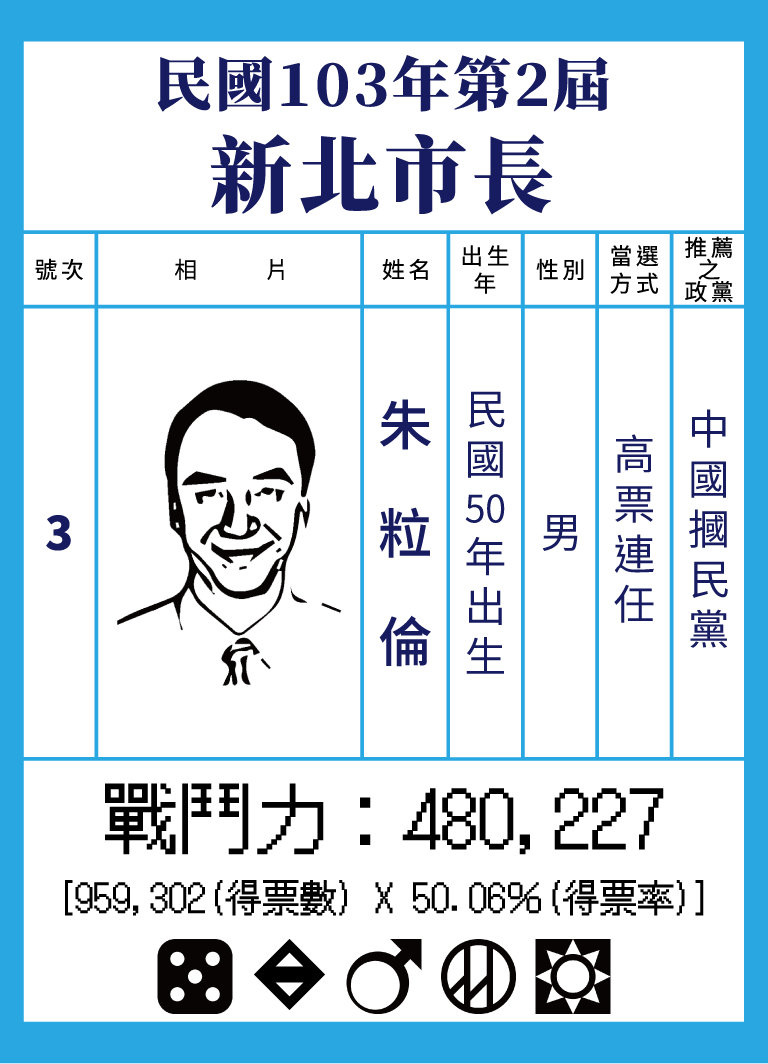 民國103年第2屆
新北市長
號次
相 片
姓名
出生
年
性別
當選
方式
推薦
之
政黨
3
朱粒倫
民國50年出生
男
高票連任
中國摑民黨
戰鬥力：480,227
[959,302(得票數) X 50.06%(得票率)]